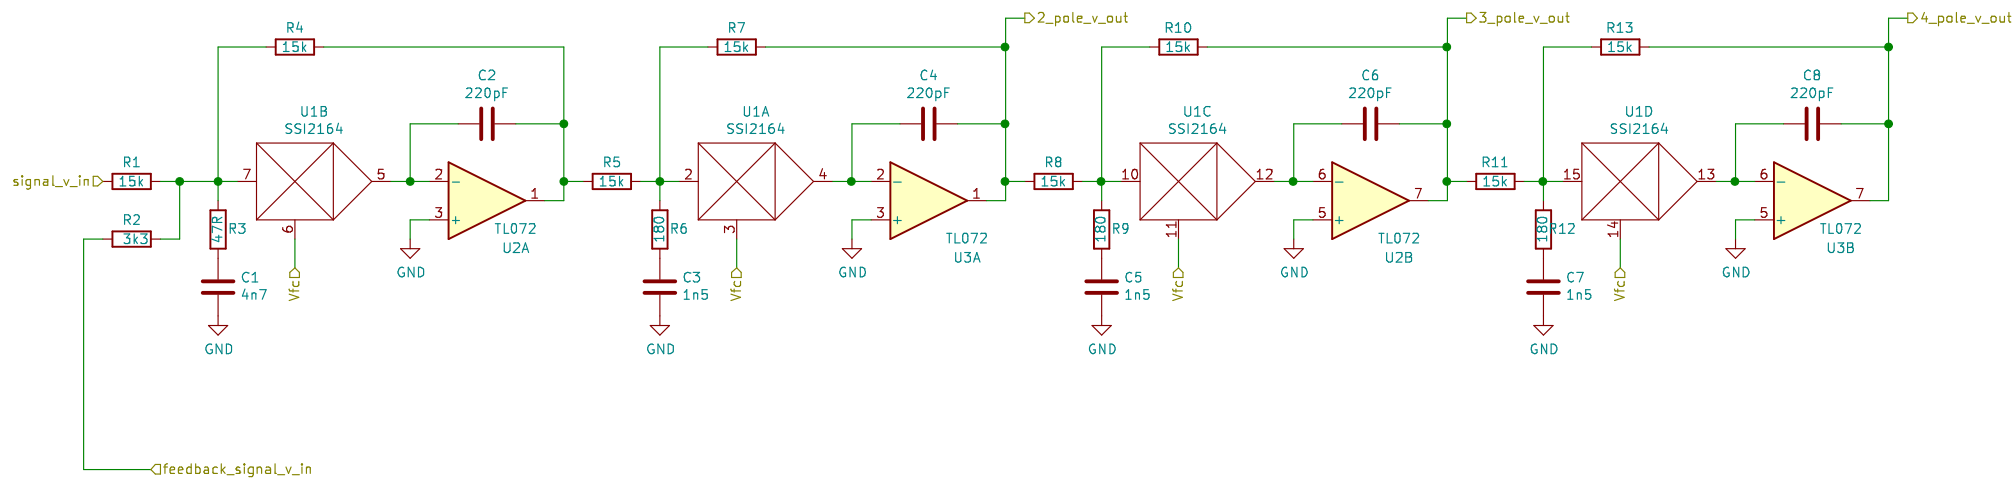 R4
15k
R7
15k
2_pole_v_out
R10
15k
3_pole_v_out
R13
15k
4_pole_v_out
C2
220pF
C4
220pF
C6
220pF
C8
220pF
U1B
SSI2164
U1A
SSI2164
U1C
SSI2164
U1D
SSI2164
signal_v_in
R1
15k
7
5
2
−
1
3
+
6
TL072
U2A
R5
15k
2
4
2
−
1
3
+
3
TL072
U3A
R8
15k
10
12
6
−
7
5
+
11
TL072
U2B
R11
15k
15
13
6
−
7
5
+
14
TL072
U3B
R2
3k3
47R
R3
180
R6
180
R9
180
R12
C1
4n7
Vfc
GND
C3
1n5
Vfc
GND
C5
1n5
Vfc
GND
C7
1n5
Vfc
GND
GND
GND
GND
GND
feedback_signal_v_in